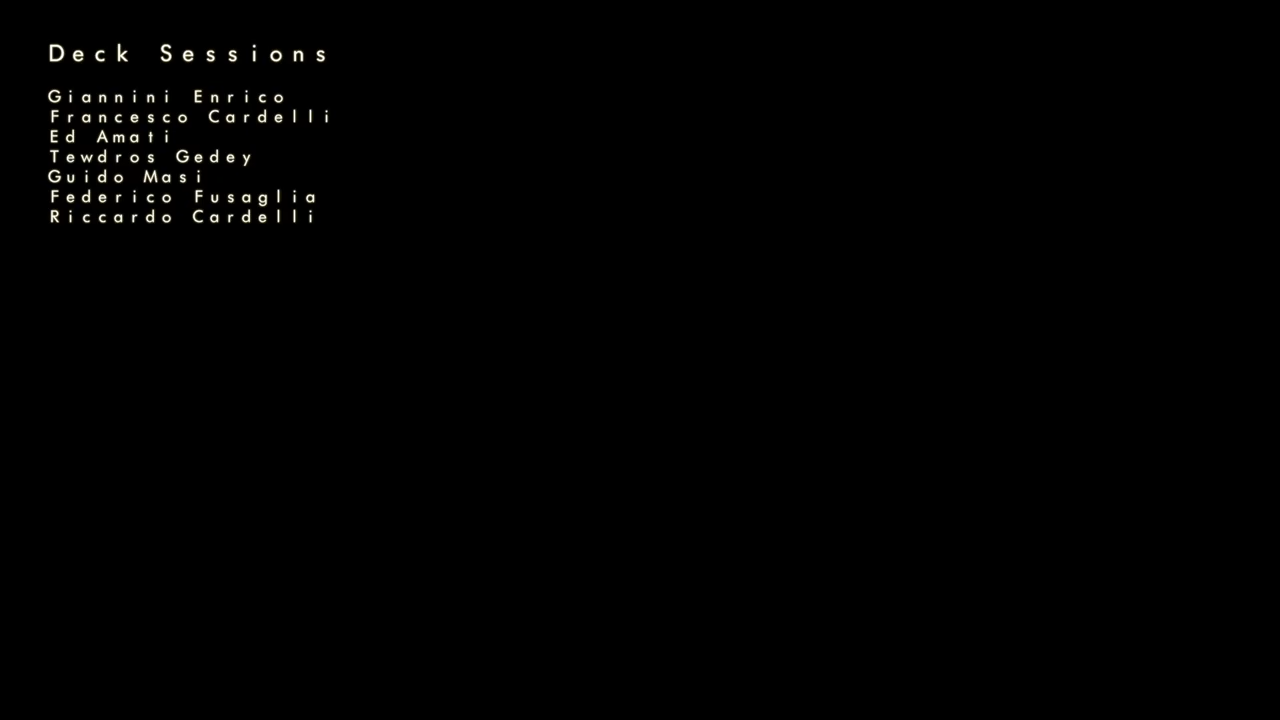 Deck Sessions
Giannini Enrico
Francesco Cardelli
Ed Amati
Tewdros Gedey
Guido Masi
Federico Fusaglia
Riccardo Cardelli